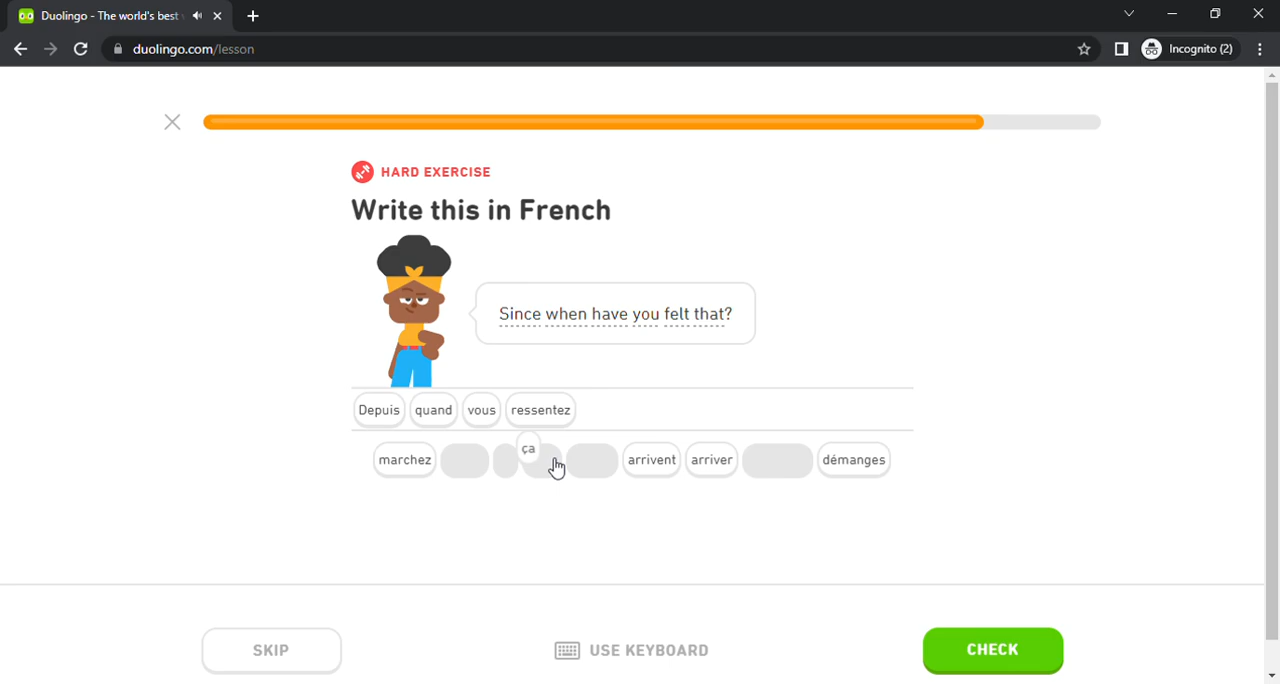 Duolingo - The world's best
duolingo.com/lesson
Incognito (2)
HARD EXERCISE
Write this in French
Since when have you felt that?
Depuis quand vous ressentez
ça
marchez arrivent arriver démanges
SKIP USE KEYBOARD CHECK